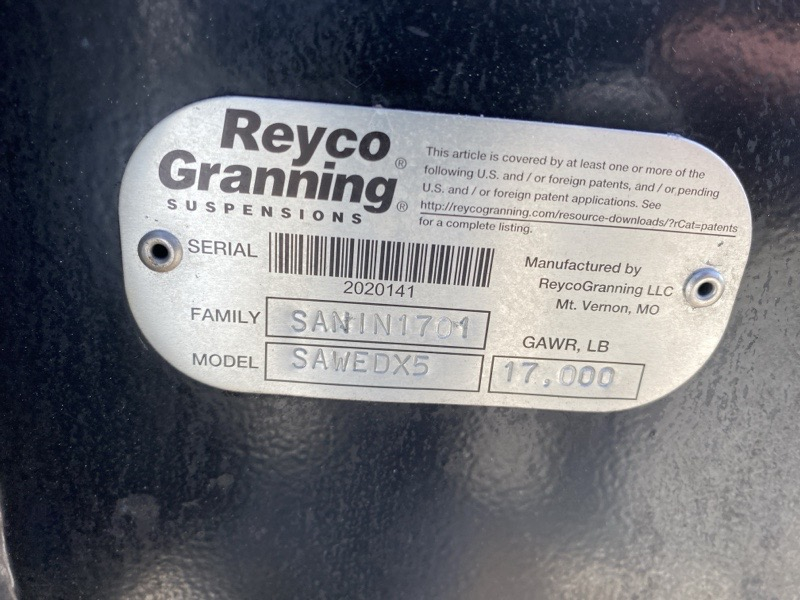 Reyco®
Granning®
SUSPENSIONS
This article is covered by at least one or more of the
following U.S. and / or foreign patents, and / or pending
U.S. and / or foreign patent applications. See
http://reycogranning.com/resource-downloads/?rCat=patents
for a complete listing.
SERIAL
2020141
Manufactured by
ReycoGranning LLC
Mt. Vernon, MO
FAMILY SANIN1701
MODEL SAWEDX5
GAWR, LB
17,000